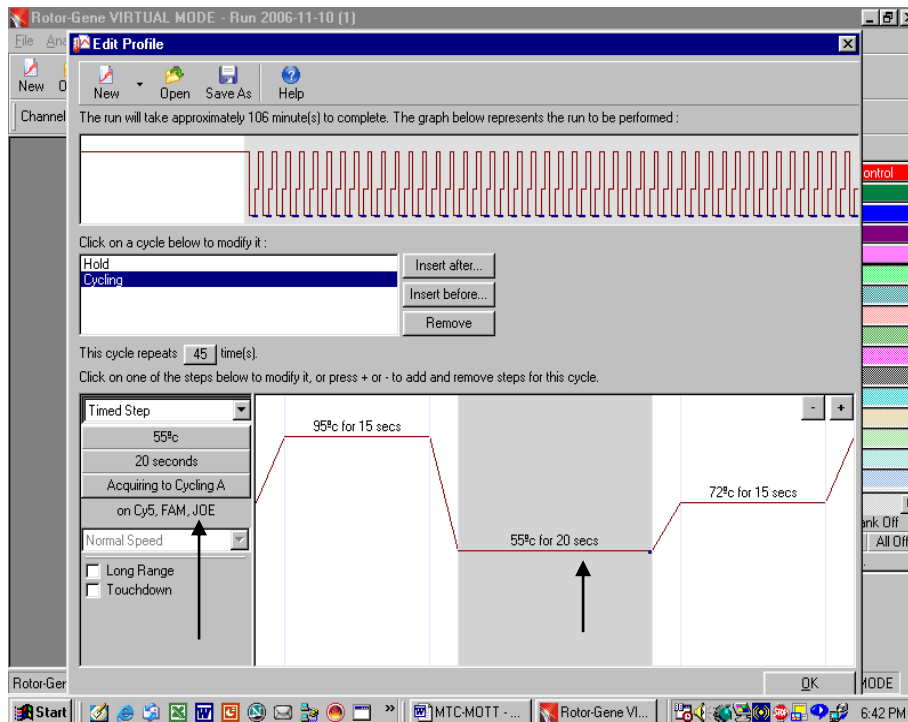 Rotor-Gene VIRTUAL MODE - Run 2006-11-10 (1)
File Ana
Edit Profile
New O
New Open Save As Help
Channel
The run will take approximately 106 minute(s) to complete. The graph below represents the run to be performed :
ontrol
Click on a cycle below to modify it :
Hold
Cycling
Insert after...
Insert before...
Remove
This cycle repeats 45 time(s).
Click on one of the steps below to modify it, or press + or - to add and remove steps for this cycle.
Timed Step
- +
55ºc
20 seconds
Acquiring to Cycling A
on Cy5, FAM, JOE
Normal Speed
Long Range
Touchdown
95ºc for 15 secs
55ºc for 20 secs
72ºc for 15 secs
ank Off
All Off
OK
Rotor-Ger
MODE
Start
MTC-MOTT - ...
Rotor-Gene VI...
6:42 PM